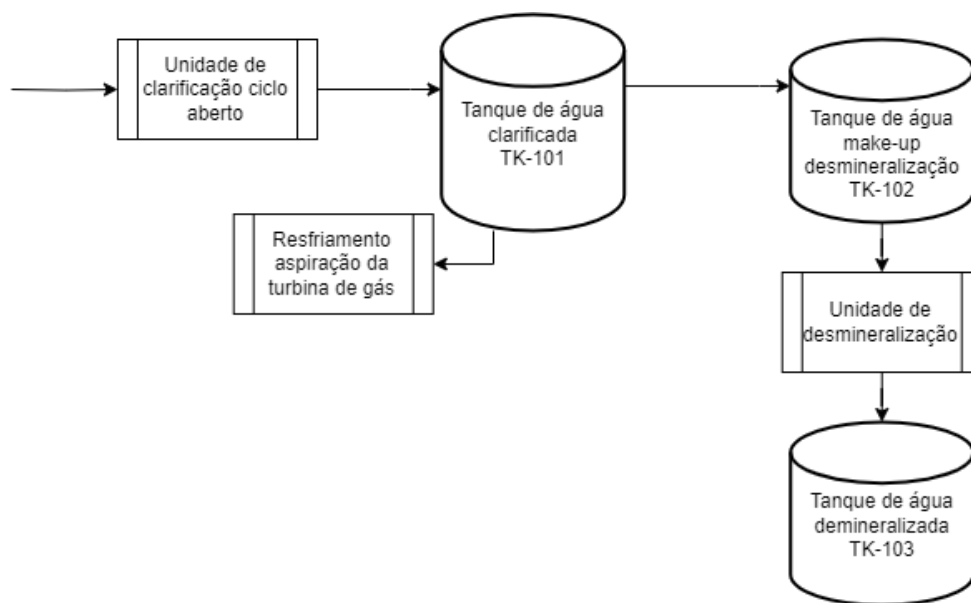 Unidade de
clarificação ciclo
aberto
Tanque de água
clarificada
TK-101
Tanque de água
make-up
desmineralização
TK-102
Resfriamento
aspiração da
turbina de gás
Unidade de
desmineralização
Tanque de água
demineralizada
TK-103